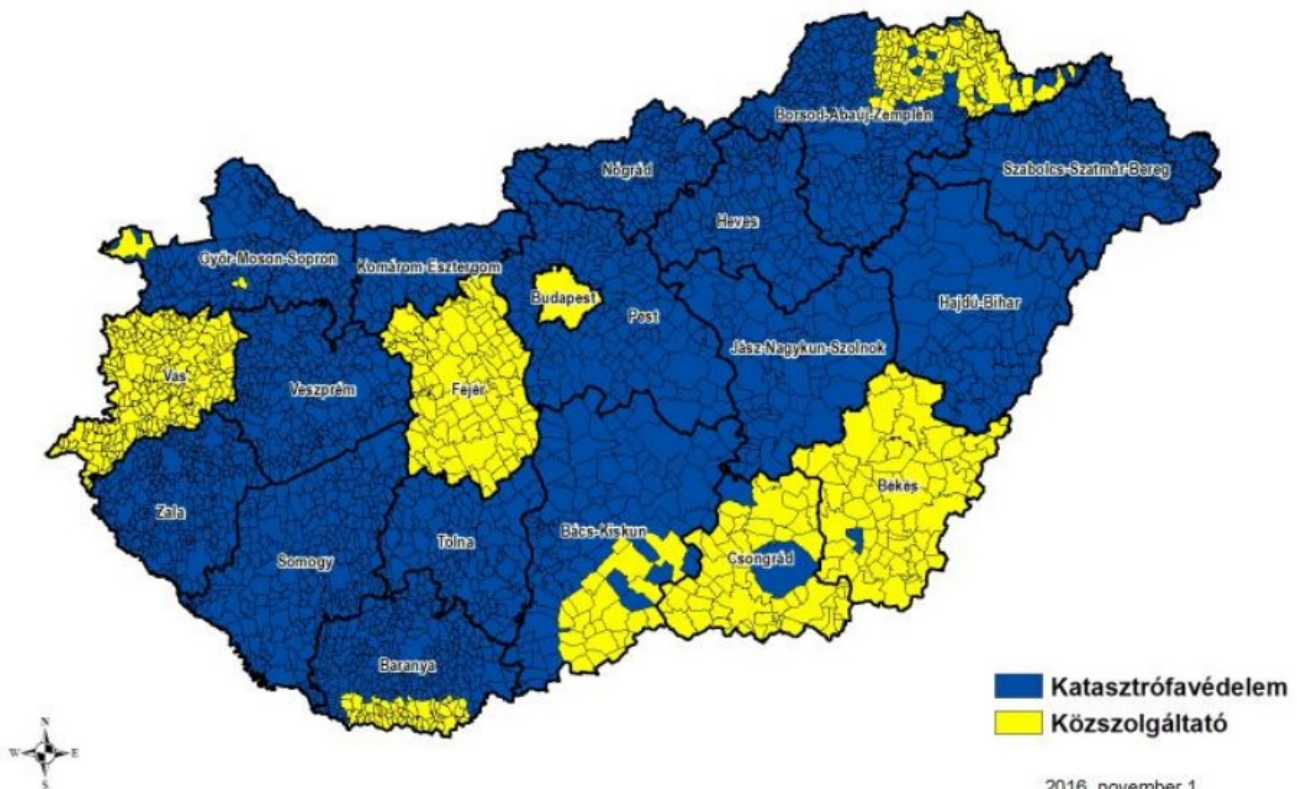 Borsod-Abaúj-Zemplén
Szabolcs-Szatmár-Bereg
Nógrád
Heves
Győr-Moson-Sopron
Komárom-Esztergom
Budapest
Pest
Hajdú-Bihar
Jász-Nagykun-Szolnok
Vas
Veszprém
Fejér
Békés
Zala
Tolna
Bács-Kiskun
Somogy
Csongrád
Baranya
Katasztrófavédelem
Közszolgáltató
N
W
E
S
2016. november 1.